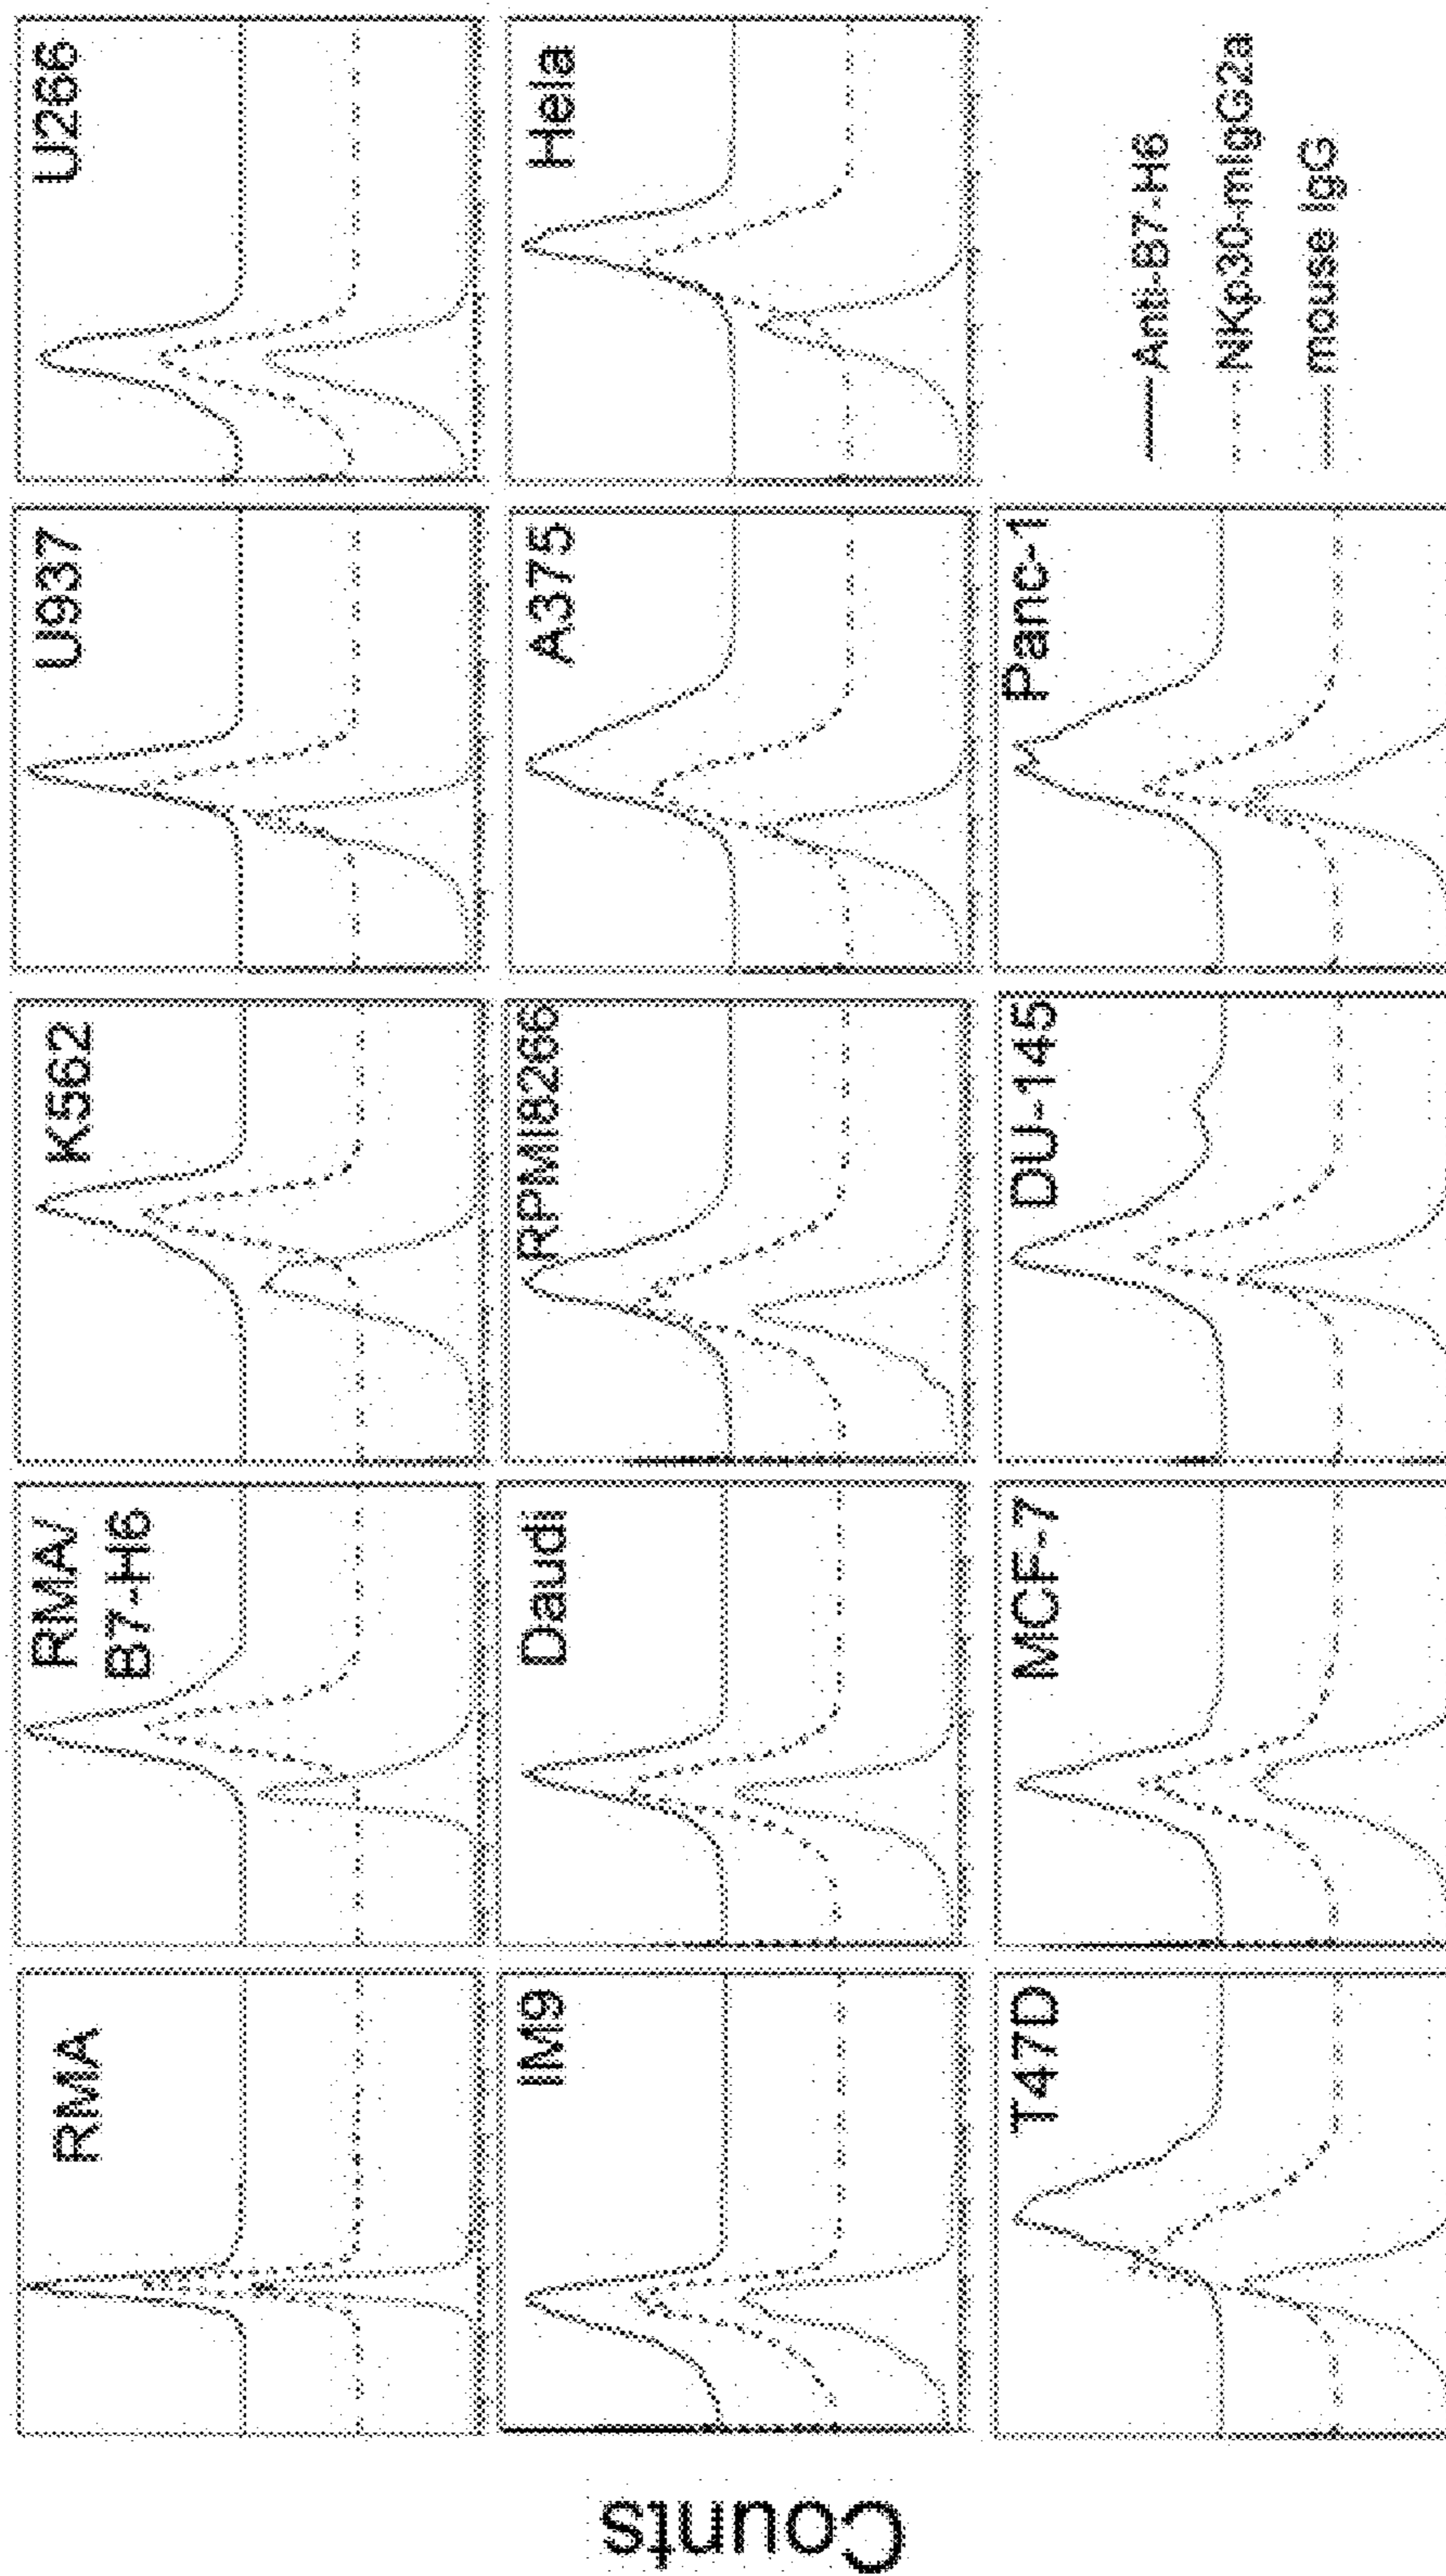 RMA
RMA/
B7-H6
K562
U937
U266
IM9
Daudi
RPMI8266
A375
Hela
T47D
MCF-7
DU-145
Panc-1
Anti-B7-H6
NKp30-mIgG2a
mouse IgG
Counts